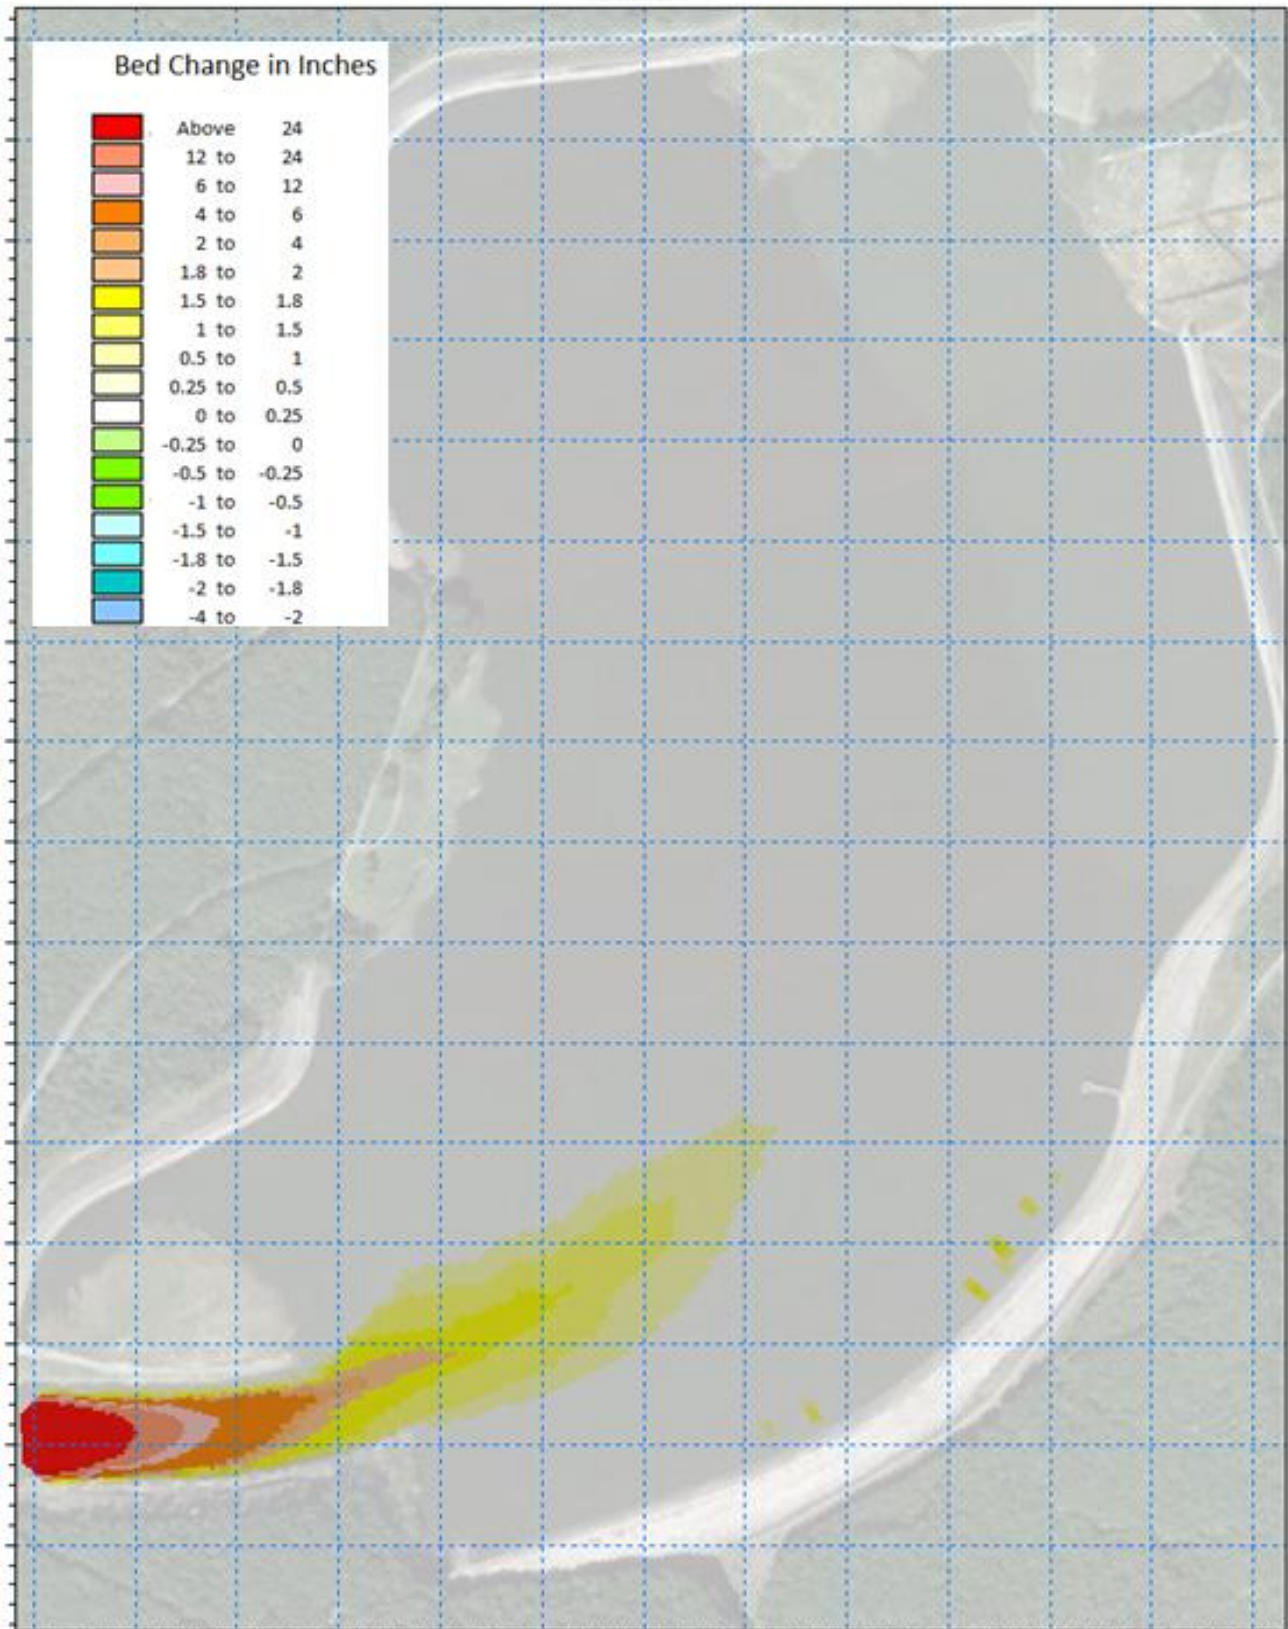 Bed Change in Inches
Above 24
12 to 24
6 to 12
4 to 6
2 to 4
1.8 to 2
1.5 to 1.8
1 to 1.5
0.5 to 1
0.25 to 0.5
0 to 0.25
-0.25 to 0
-0.5 to -0.25
-1 to -0.5
-1.5 to -1
-1.8 to -1.5
-2 to -1.8
-4 to -2